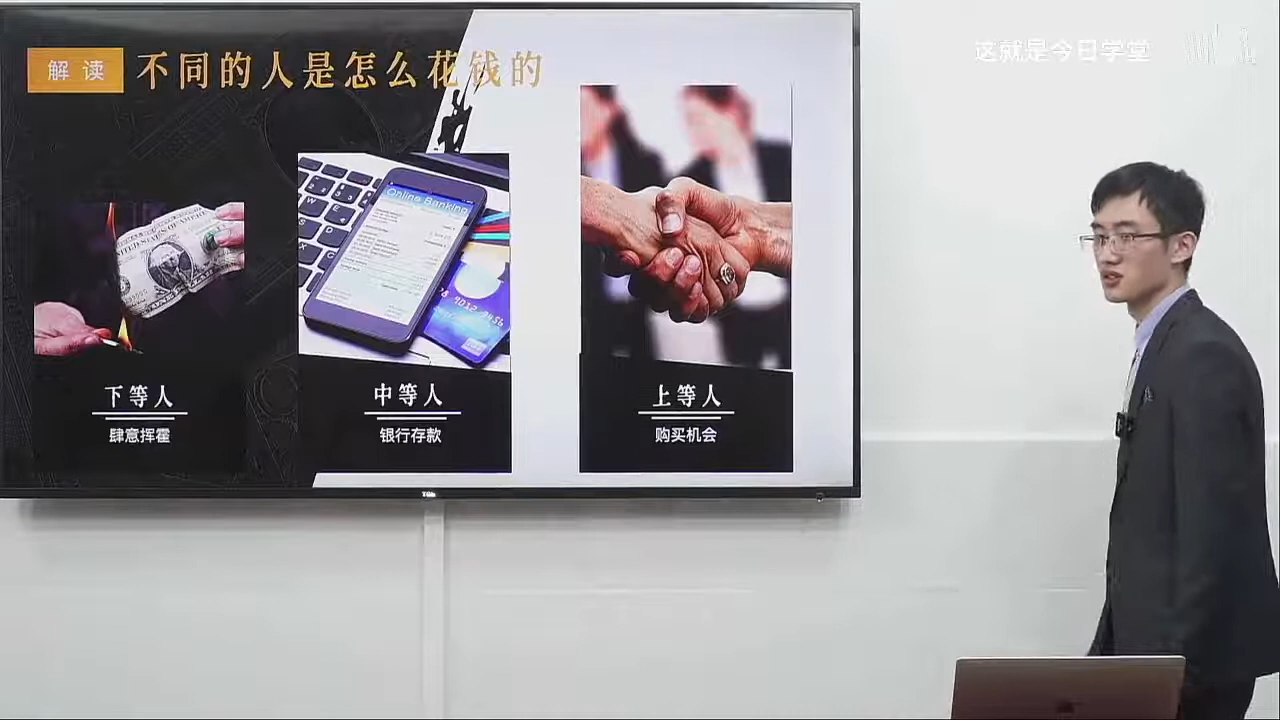 解读
不同的人是怎么花钱的
这就是今日学堂
Online Banking
下等人
肆意挥霍
中等人
银行存款
上等人
购买机会